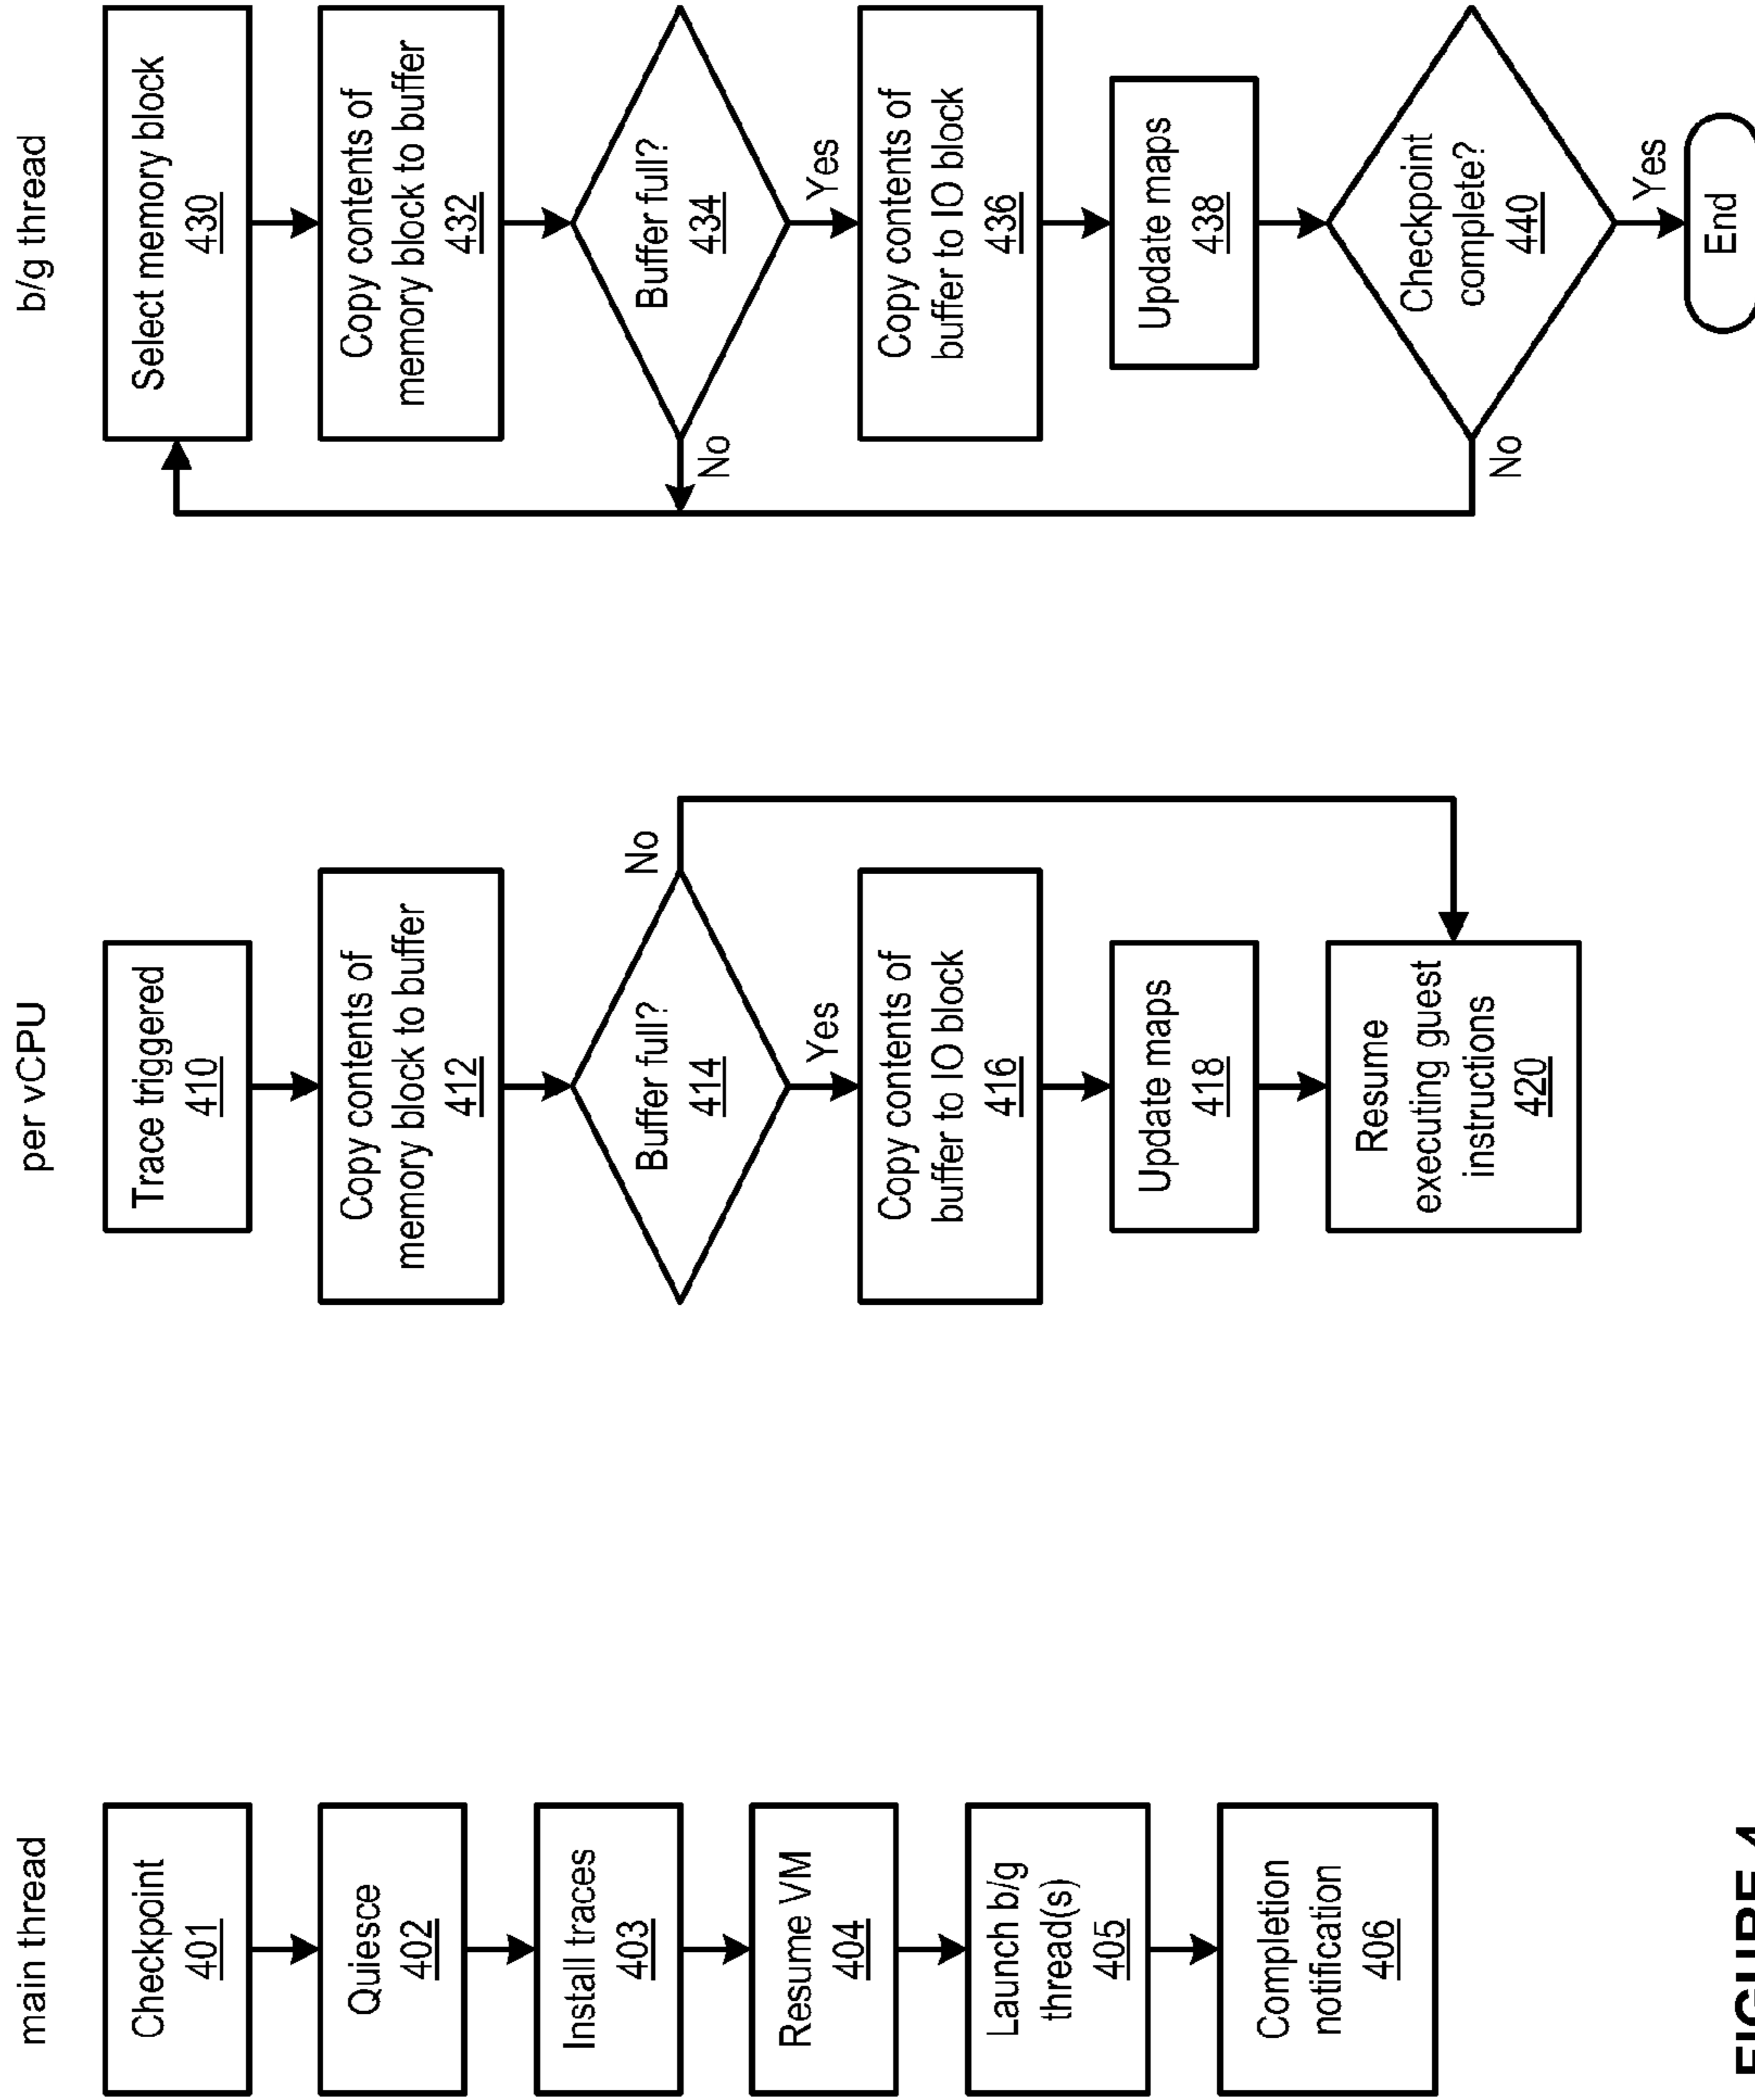 main thread
Checkpoint
401
Quiesce
402
Install traces
403
Resume VM
404
Launch b/g
thread(s)
405
Completion
notification
406
per vCPU
Trace triggered
410
Copy contents of
memory block to buffer
412
Buffer full?
414
No
Yes
Copy contents of
buffer to IO block
416
Update maps
418
Resume
executing guest
instructions
420
b/g thread
Select memory block
430
Copy contents of
memory block to buffer
432
Buffer full?
434
No
Yes
Copy contents of
buffer to IO block
436
Update maps
438
Checkpoint
complete?
440
No
Yes
End
FIGURE 4